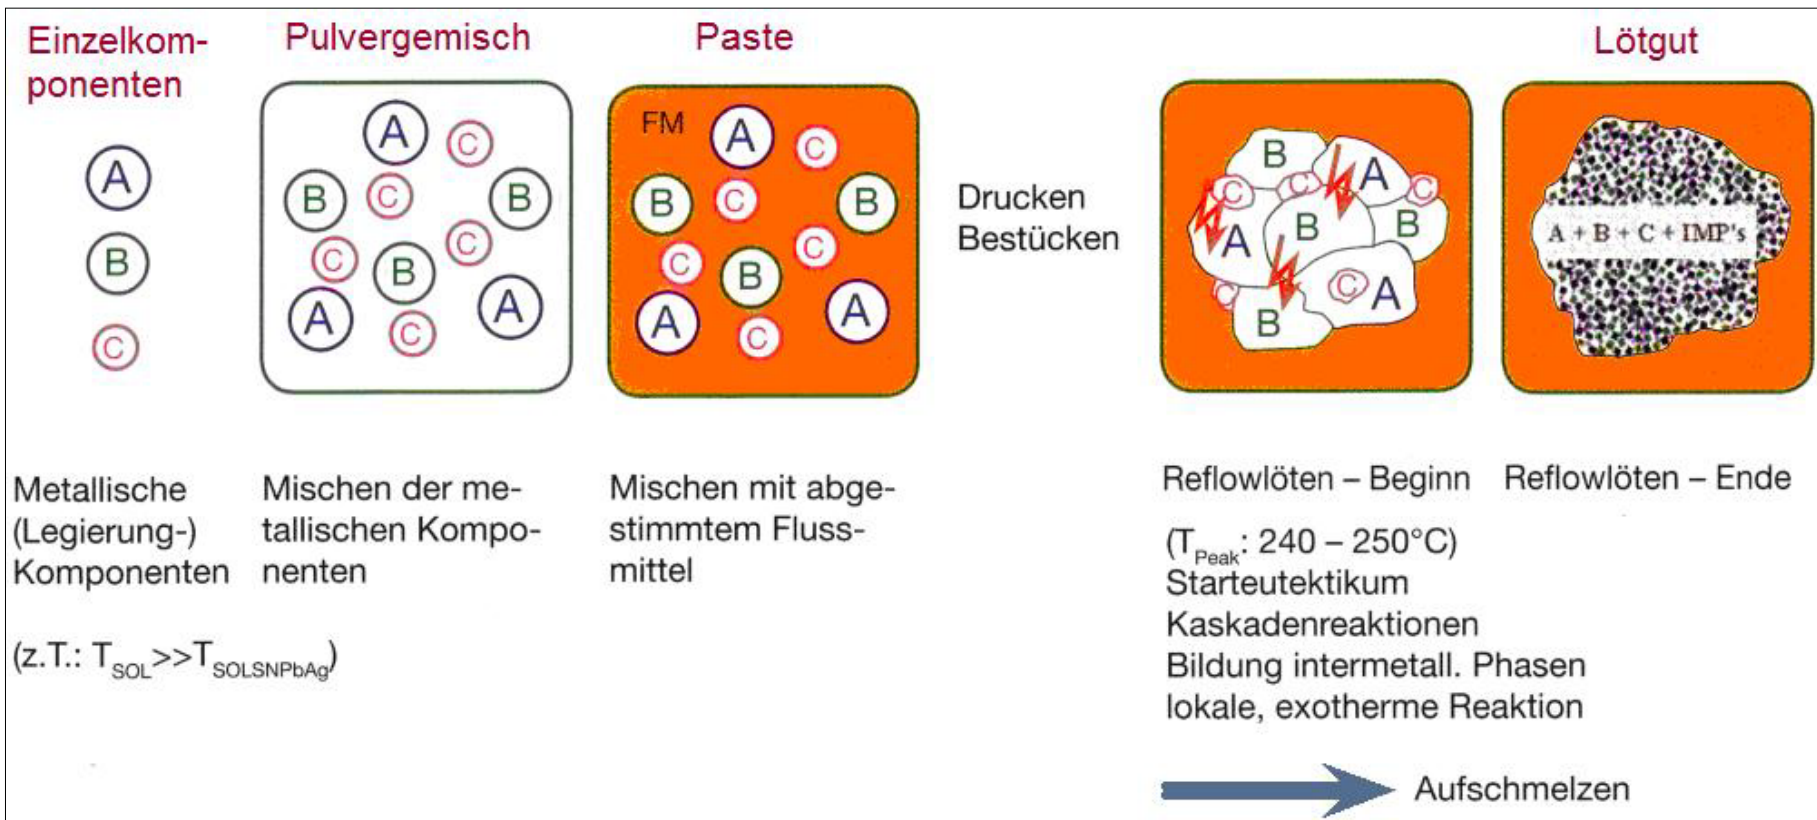 Einzelkom-
ponenten
A
B
C
Metallische
(Legierung-)
Komponenten
(z.T.: TSOL>>TSOLSNPbAg)
Pulvergemisch
A
C
B
C
B
C
C
B
A
A
C
Mischen der me-
tallischen Kompo-
nenten
Paste
FM
A
C
B
C
B
C
C
B
A
A
C
Mischen mit abge-
stimmtem Fluss-
mittel
Drucken
Bestücken
B
A
C
C
C
B
B
A
C
C
A
B
Reflowlöten – Beginn
(TPeak: 240 – 250°C)
Starteutektikum
Kaskadenreaktionen
Bildung intermetall. Phasen
lokale, exotherme Reaktion
Aufschmelzen
Lötgut
A + B + C + IMP's
Reflowlöten – Ende